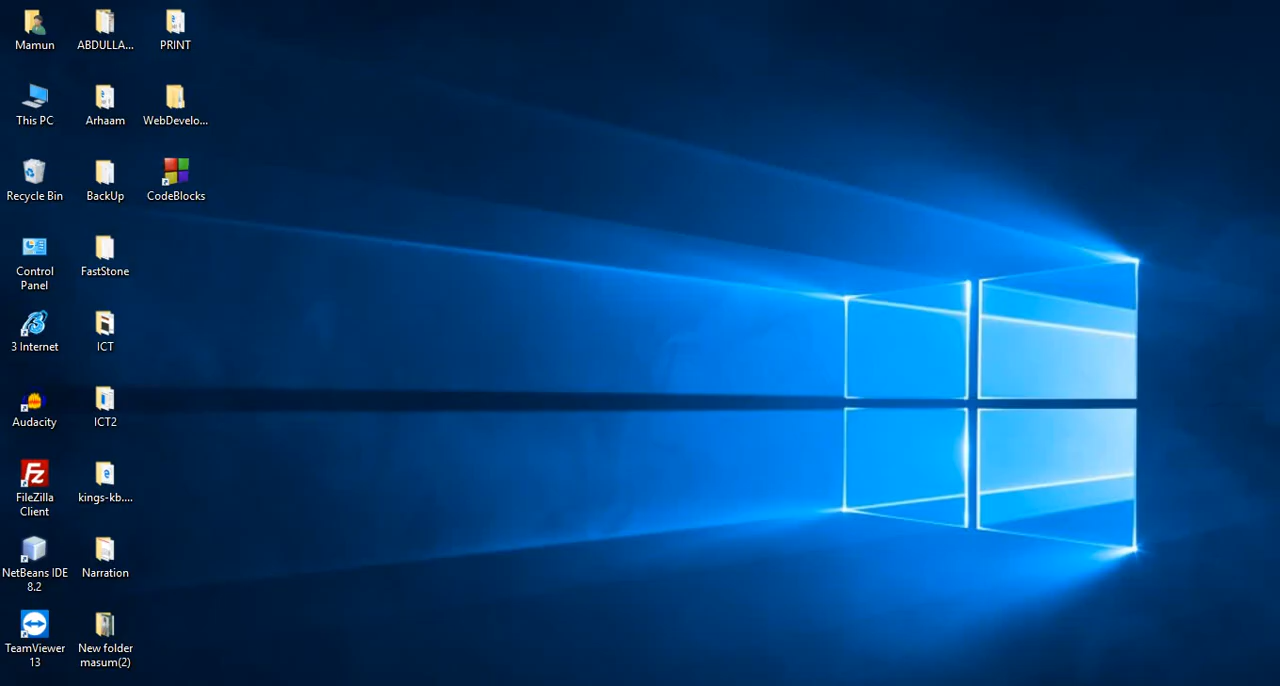 Mamun
ABDULLA...
PRINT
This PC
Arhaam
WebDevelo...
Recycle Bin
BackUp
CodeBlocks
Control
Panel
FastStone
3 Internet
ICT
Audacity
ICT2
FileZilla
Client
kings-kb....
NetBeans IDE
8.2
Narration
TeamViewer
13
New folder
masum(2)